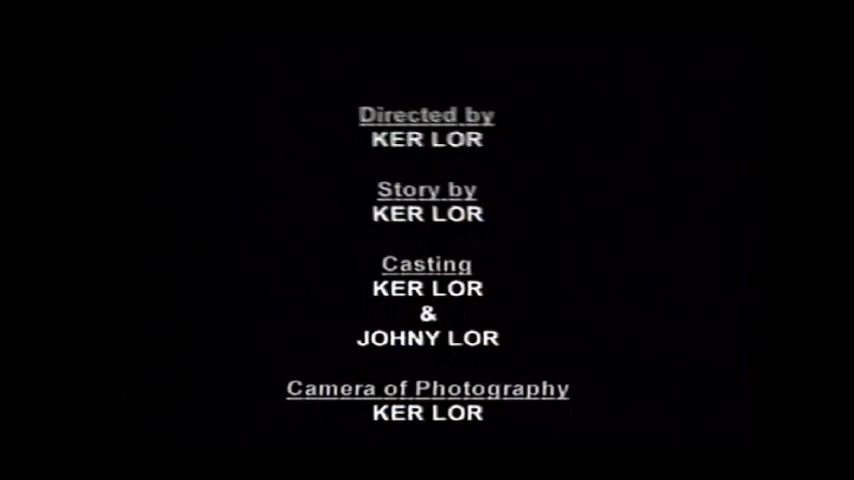 Directed by
KER LOR
Story by
KER LOR
Casting
KER LOR
&
JOHNY LOR
Camera of Photography
KER LOR